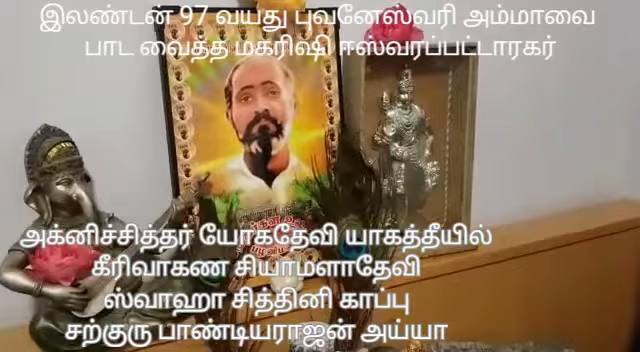 இலண்டன் 97 வயது புவனேஸ்வரி அம்மாவை
பாட வைத்த மகரிஷி ஈஸ்வரப்பட்டாரகர்
அக்னிச்சித்தர் யோகதேவி யாகத்தீயில்
கீரிவாகண சியாமளாதேவி
ஸ்வாஹா சித்தினி காப்பு
சற்குரு பாண்டியராஜன் அய்யா